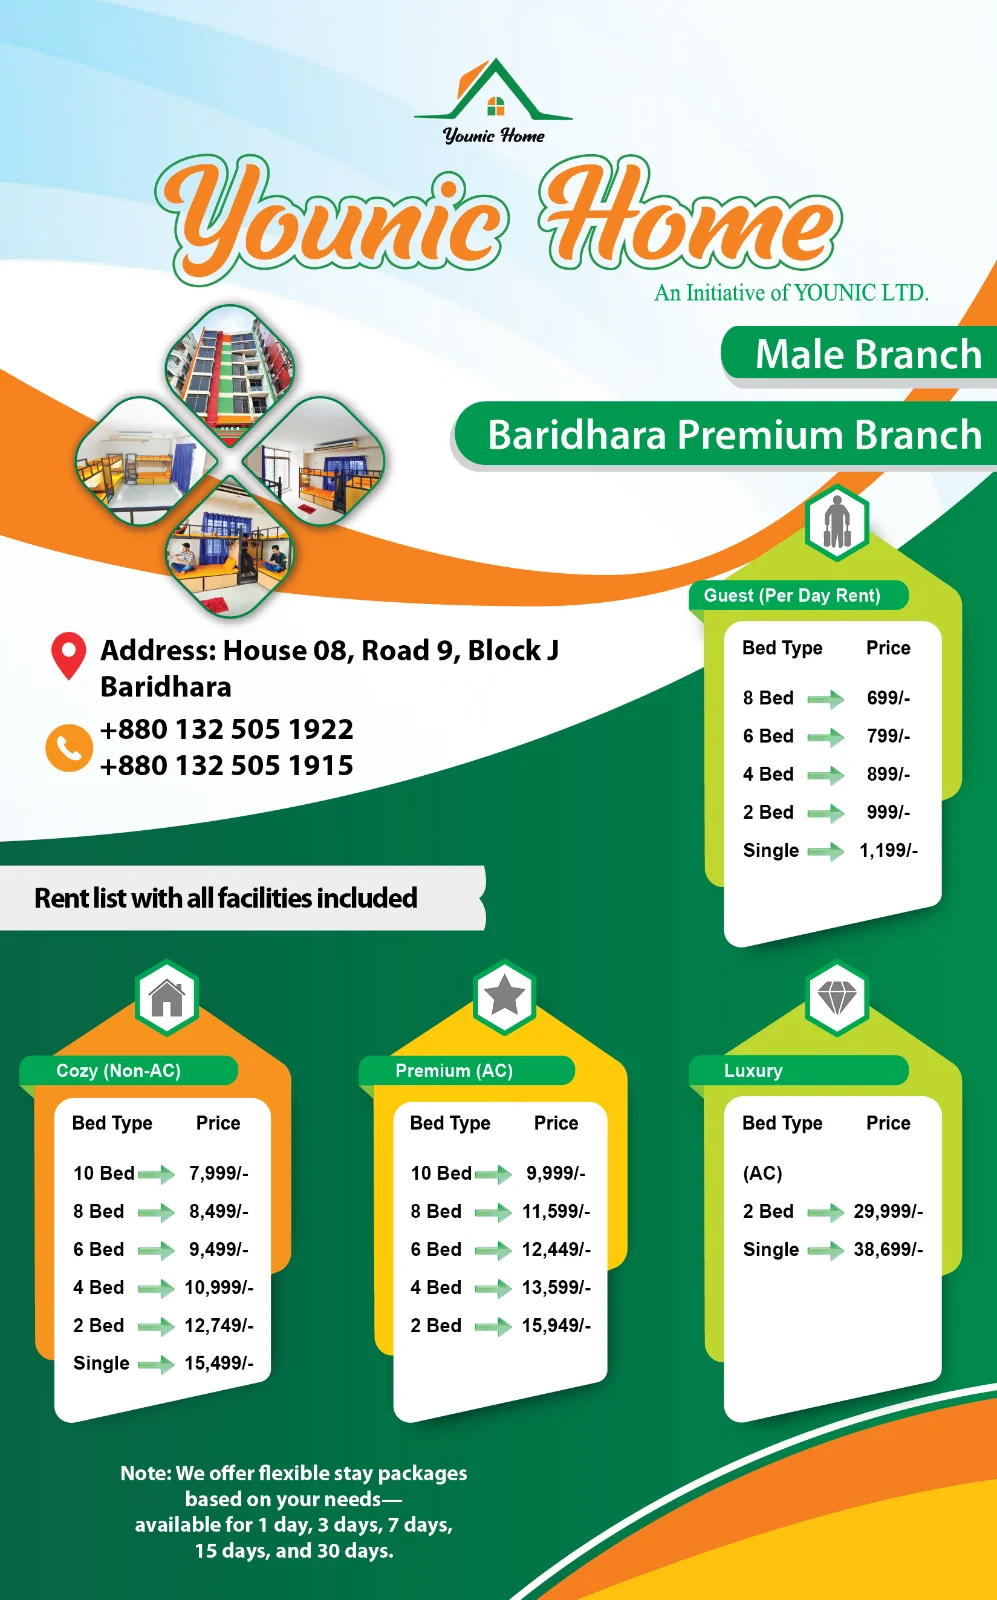 Younic Home
Younic Home
An Initiative of YOUNIC LTD.
Male Branch
Baridhara Premium Branch
Address: House 08, Road 9, Block J
Baridhara
+880 132 505 1922
+880 132 505 1915
Guest (Per Day Rent)
Bed Type Price
8 Bed 699/-
6 Bed 799/-
4 Bed 899/-
2 Bed 999/-
Single 1,199/-
Rent list with all facilities included
Cozy (Non-AC)
Bed Type Price
10 Bed 7,999/-
8 Bed 8,499/-
6 Bed 9,499/-
4 Bed 10,999/-
2 Bed 12,749/-
Single 15,499/-
Premium (AC)
Bed Type Price
10 Bed 9,999/-
8 Bed 11,599/-
6 Bed 12,449/-
4 Bed 13,599/-
2 Bed 15,949/-
Luxury
Bed Type Price
(AC)
2 Bed 29,999/-
Single 38,699/-
Note: We offer flexible stay packages
based on your needs—
available for 1 day, 3 days, 7 days,
15 days, and 30 days.